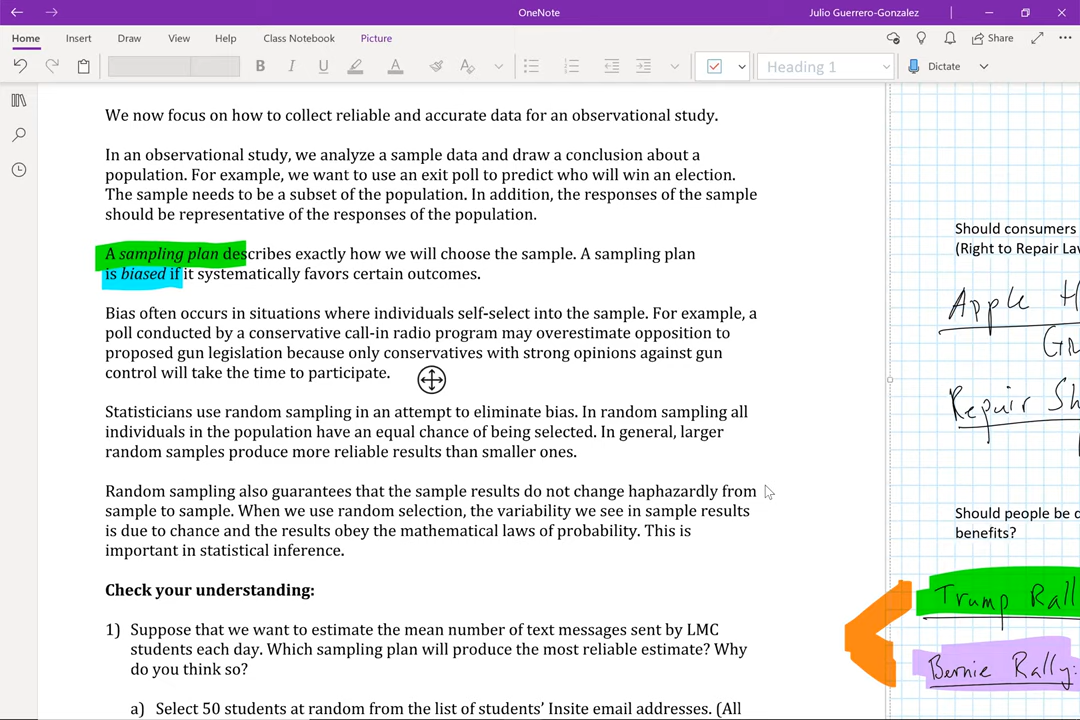 OneNote
Julio Guerrero-Gonzalez
Home
Insert
Draw
View
Help
Class Notebook
Picture
Share
B
I
U
A
Heading 1
Dictate
We now focus on how to collect reliable and accurate data for an observational study.
In an observational study, we analyze a sample data and draw a conclusion about a
population. For example, we want to use an exit poll to predict who will win an election.
The sample needs to be a subset of the population. In addition, the responses of the sample
should be representative of the responses of the population.
A sampling plan describes exactly how we will choose the sample. A sampling plan
is biased if it systematically favors certain outcomes.
Bias often occurs in situations where individuals self-select into the sample. For example, a
poll conducted by a conservative call-in radio program may overestimate opposition to
proposed gun legislation because only conservatives with strong opinions against gun
control will take the time to participate.
Statisticians use random sampling in an attempt to eliminate bias. In random sampling all
individuals in the population have an equal chance of being selected. In general, larger
random samples produce more reliable results than smaller ones.
Random sampling also guarantees that the sample results do not change haphazardly from
sample to sample. When we use random selection, the variability we see in sample results
is due to chance and the results obey the mathematical laws of probability. This is
important in statistical inference.
Check your understanding:
1) Suppose that we want to estimate the mean number of text messages sent by LMC
students each day. Which sampling plan will produce the most reliable estimate? Why
do you think so?
a) Select 50 students at random from the list of students' Insite email addresses. (All
Should consumers
(Right to Repair La
Apple
Repair Sh
Should people be
benefits?
Trump Rall
Bernie Rally: